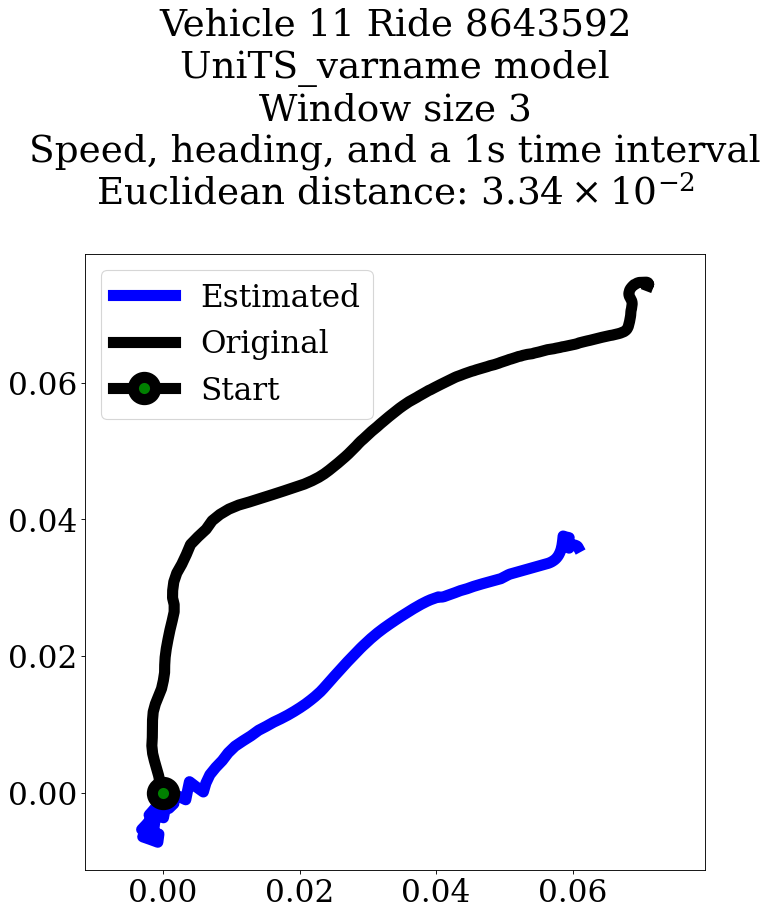 Vehicle 11 Ride 8643592
UniTS_varname model
Window size 3
Speed, heading, and a 1s time interval
Euclidean distance: 3.34 × 10⁻²
Estimated
Original
Start
0.06
0.04
0.02
0.00
0.00 0.02 0.04 0.06